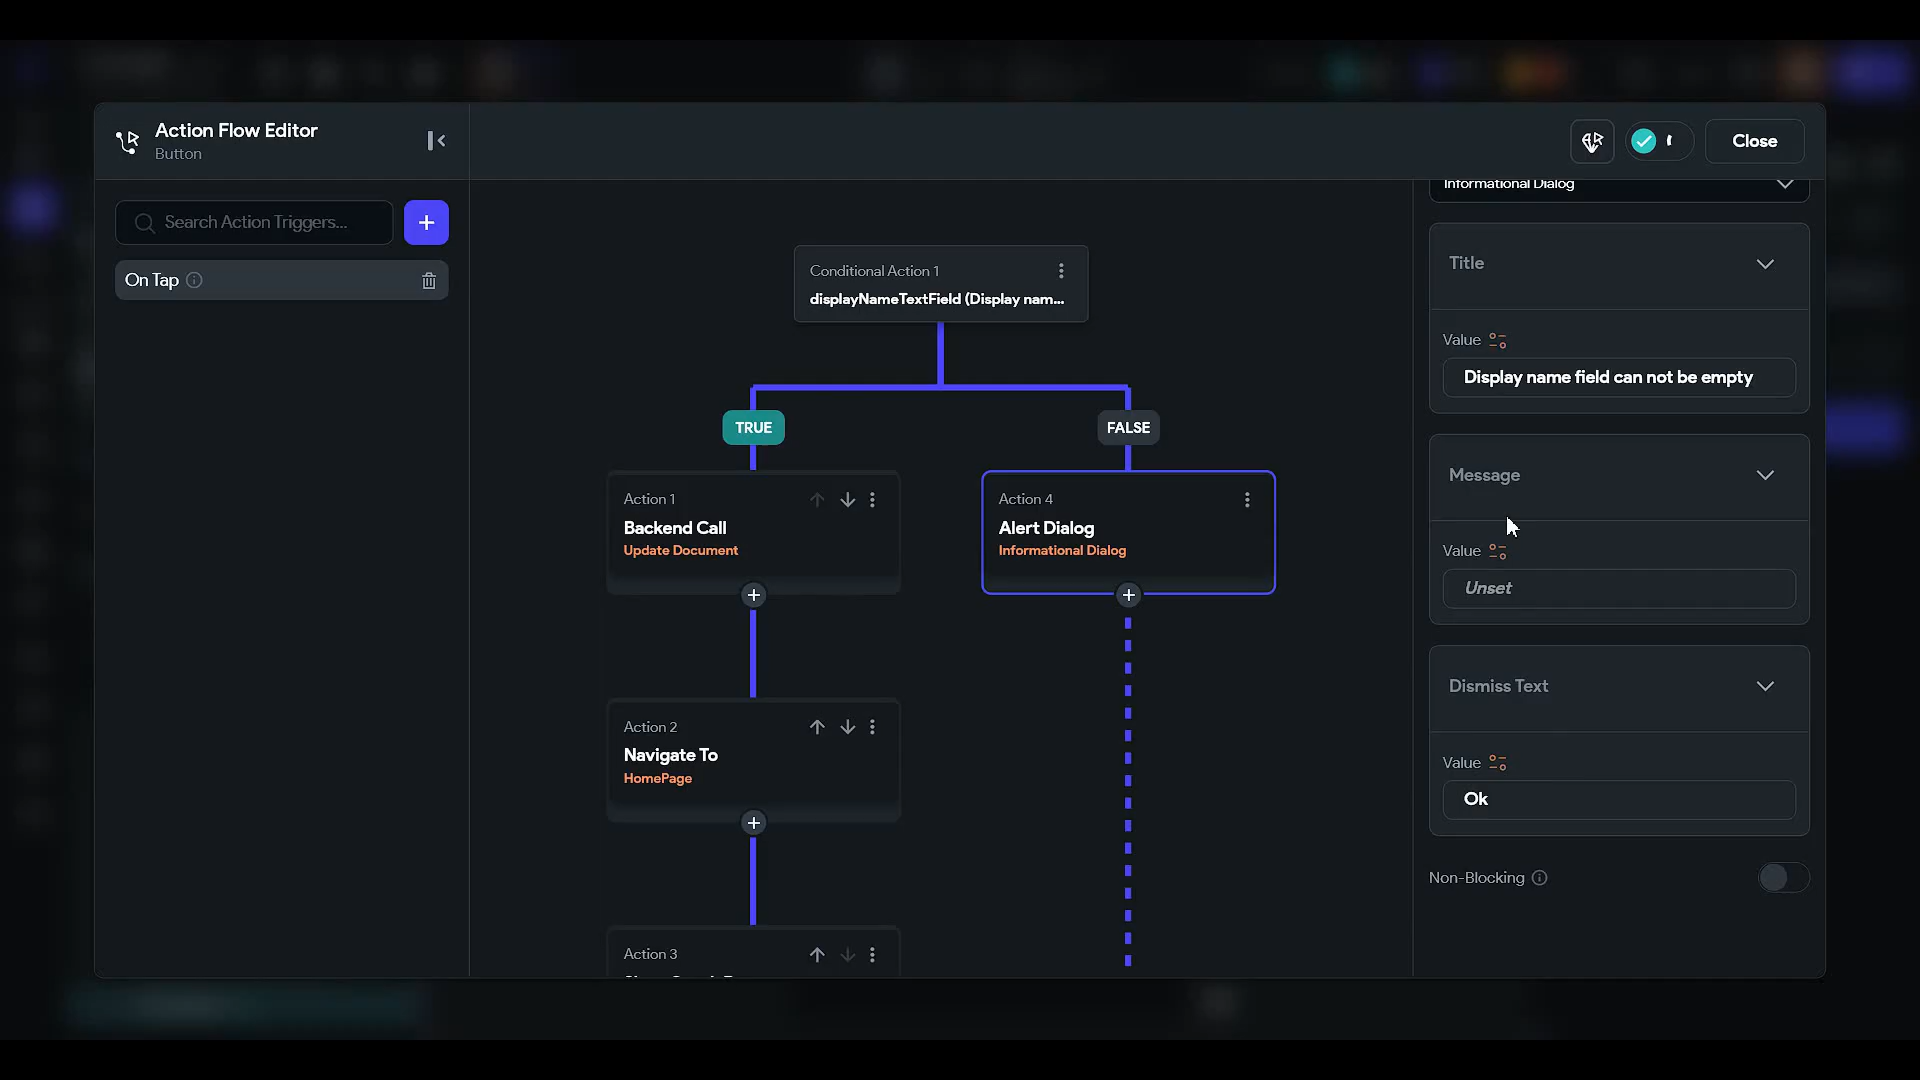 Action Flow Editor
Button
Close
Search Action Triggers...
On Tap
Conditional Action 1
displayNameTextField (Display nam...
TRUE
FALSE
Action 1
Backend Call
Update Document
Action 4
Alert Dialog
Informational Dialog
Action 2
Navigate To
HomePage
Action 3
Informational Dialog
Title
Value
Display name field can not be empty
Message
Value
Unset
Dismiss Text
Value
Ok
Non-Blocking